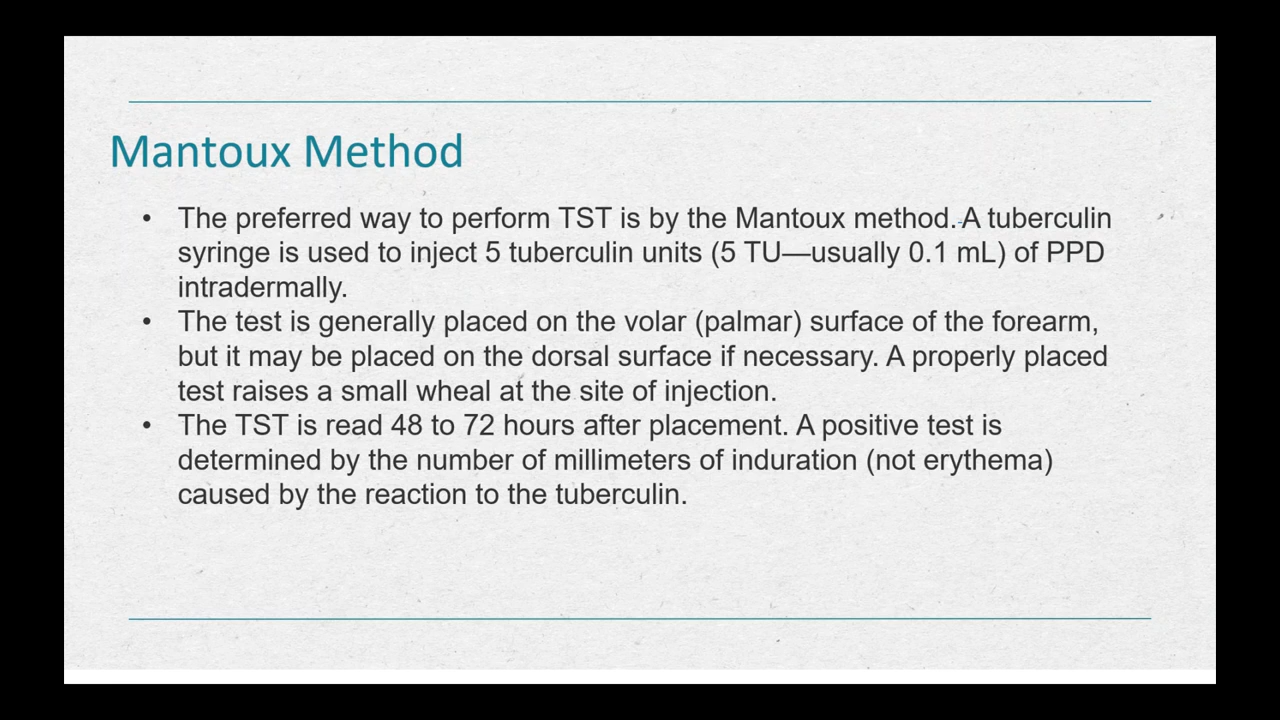 Mantoux Method
• The preferred way to perform TST is by the Mantoux method. A tuberculin
syringe is used to inject 5 tuberculin units (5 TU—usually 0.1 mL) of PPD
intradermally.
• The test is generally placed on the volar (palmar) surface of the forearm,
but it may be placed on the dorsal surface if necessary. A properly placed
test raises a small wheal at the site of injection.
• The TST is read 48 to 72 hours after placement. A positive test is
determined by the number of millimeters of induration (not erythema)
caused by the reaction to the tuberculin.